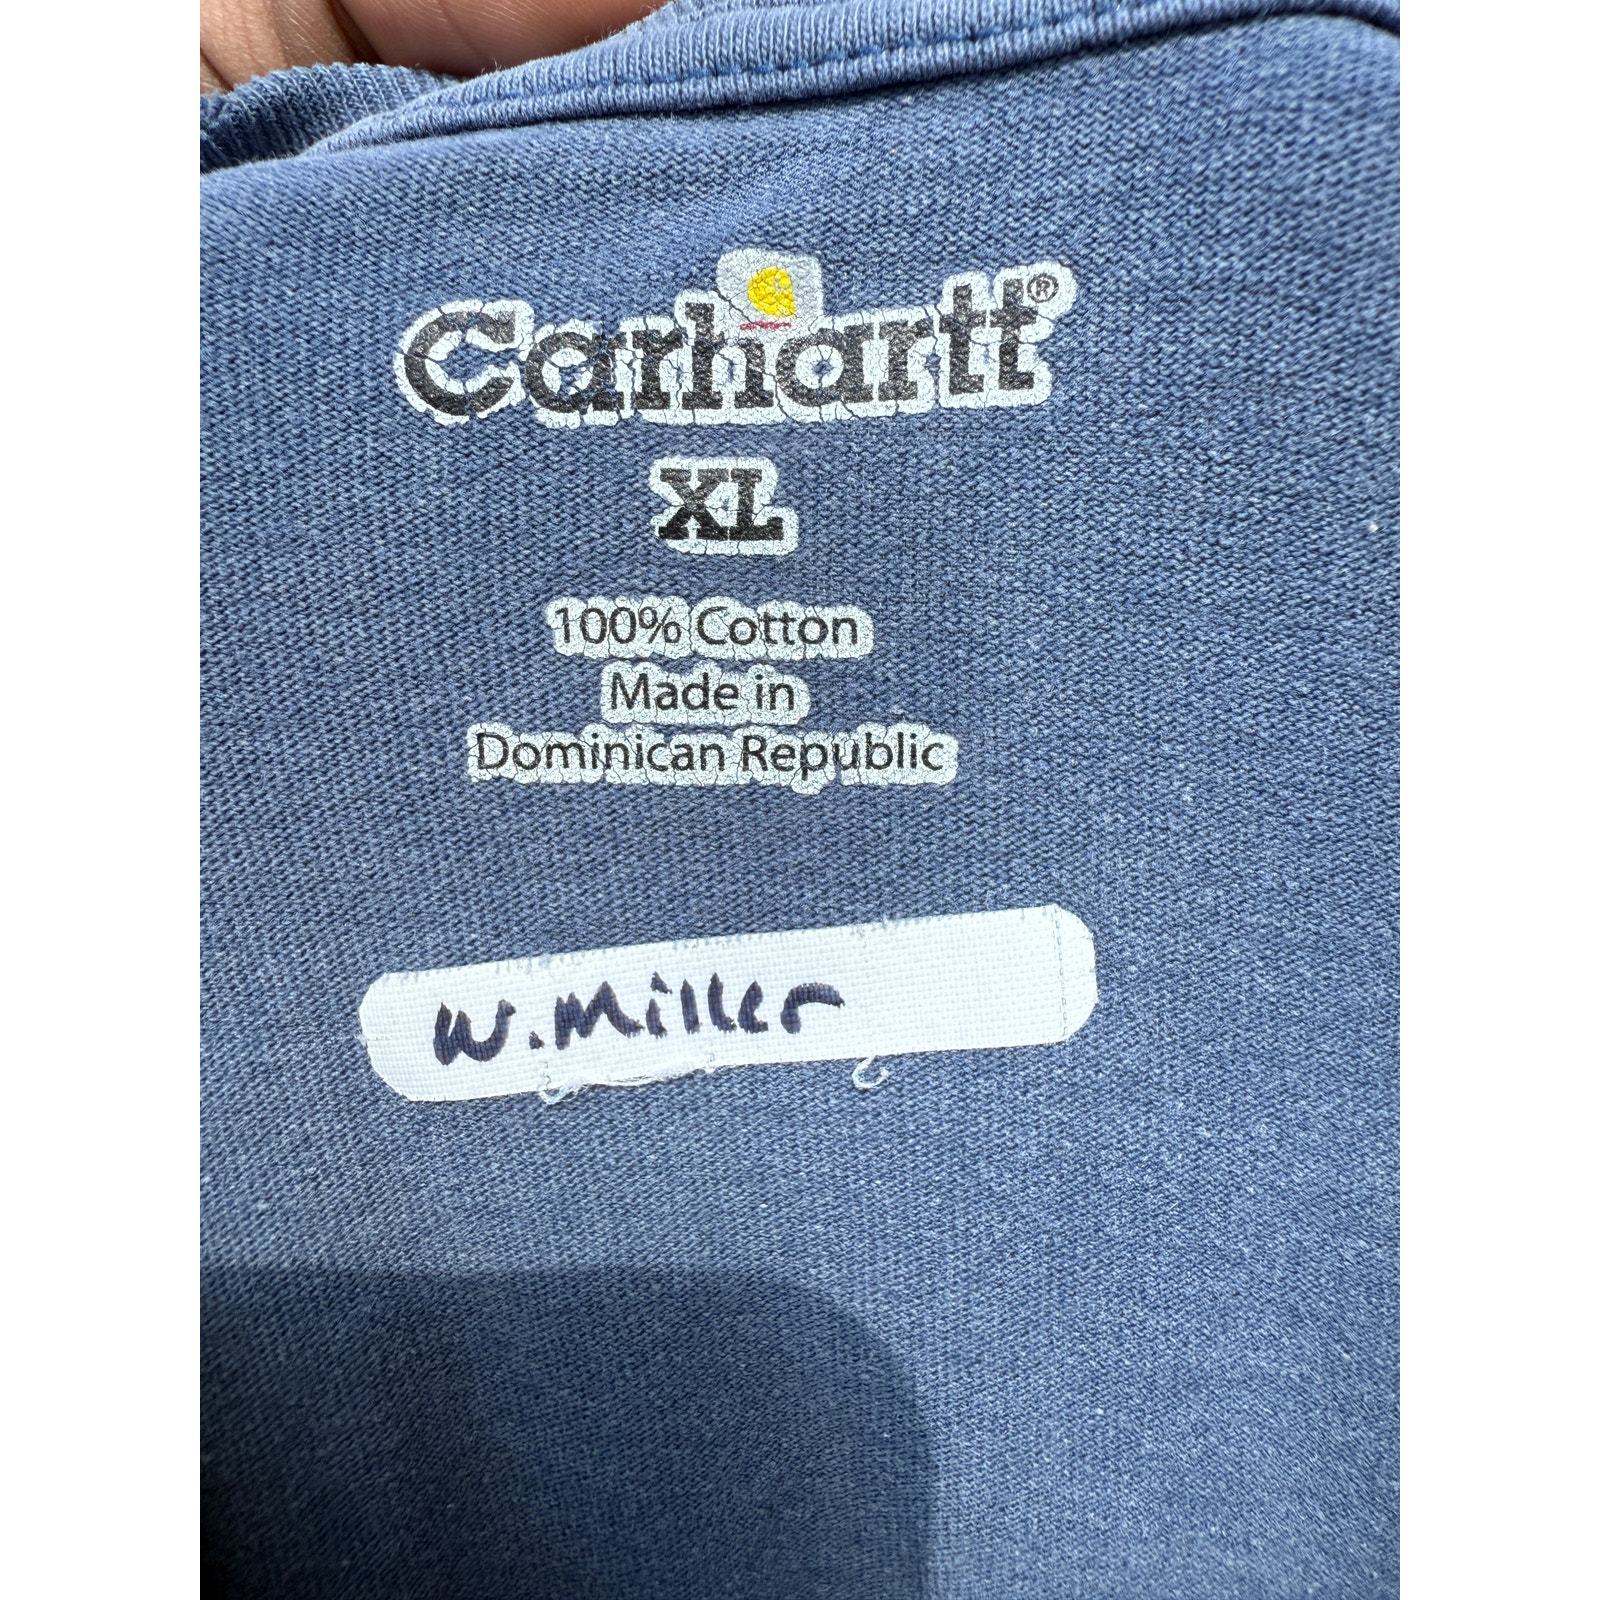 Carhartt®
XL
100% Cotton
Made in
Dominican Republic
W. Miller